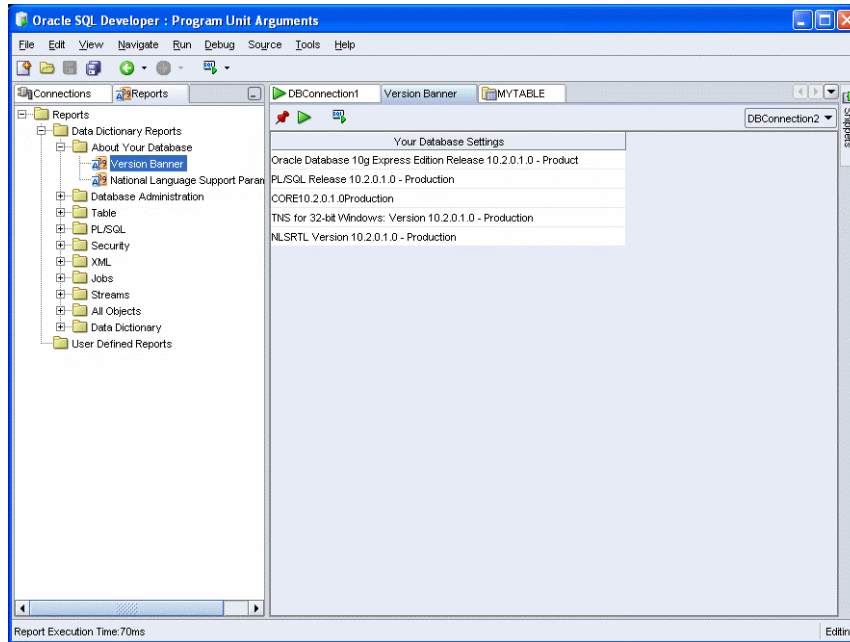 Oracle SQL Developer : Program Unit Arguments
File Edit View Navigate Run Debug Source Tools Help
Connections Reports
DBConnection1 Version Banner MYTABLE
Snippets
DBConnection2
Reports
Data Dictionary Reports
About Your Database
Version Banner
National Language Support Param
Database Administration
Table
PL/SQL
Security
XML
Jobs
Streams
All Objects
Data Dictionary
User Defined Reports
Your Database Settings
Oracle Database 10g Express Edition Release 10.2.0.1.0 - Product
PL/SQL Release 10.2.0.1.0 - Production
CORE10.2.0.1.0Production
TNS for 32-bit Windows: Version 10.2.0.1.0 - Production
NLSRTL Version 10.2.0.1.0 - Production
Report Execution Time:70ms
Editin